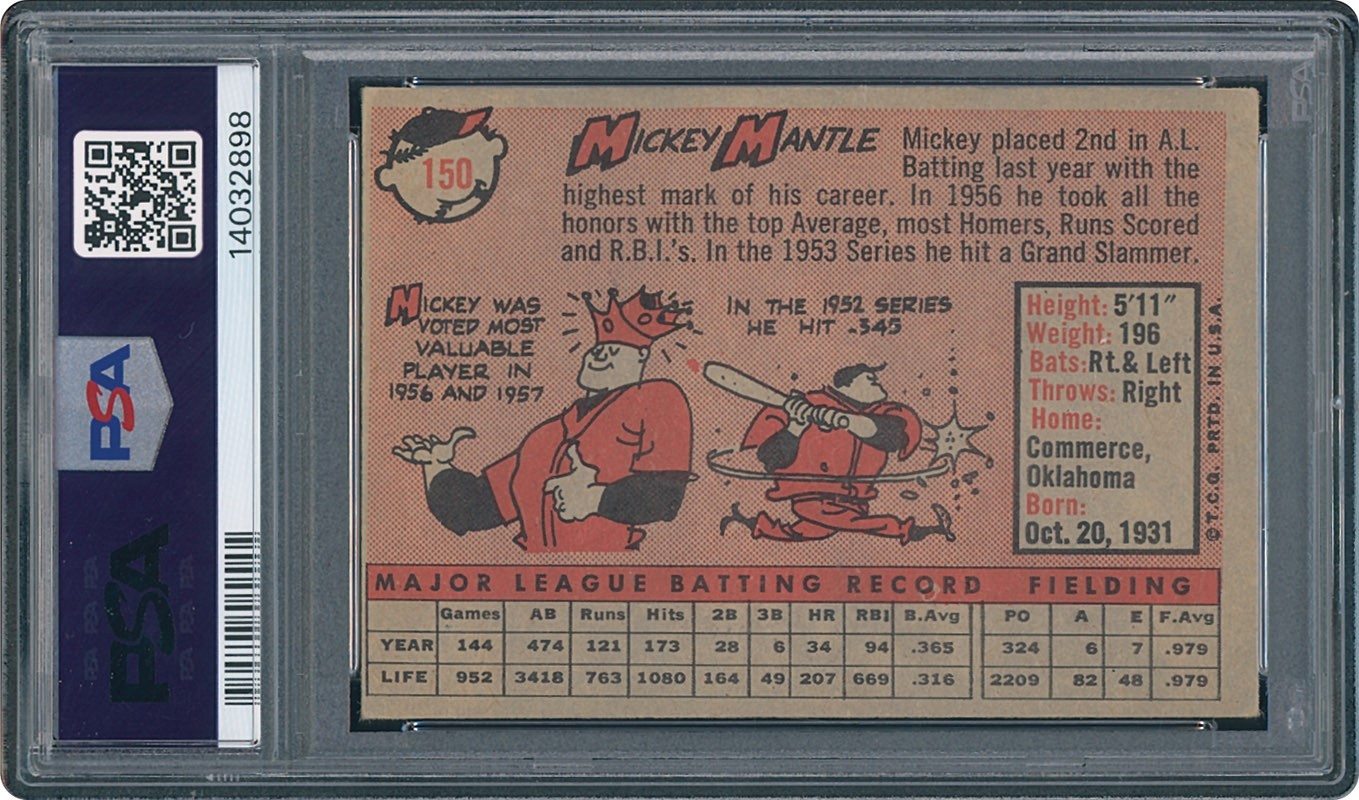 14032898
PSA
PSA
PSA
150
MICKEY MANTLE
Mickey placed 2nd in A.L.
Batting last year with the
highest mark of his career. In 1956 he took all the
honors with the top Average, most Homers, Runs Scored
and R.B.I.'s. In the 1953 Series he hit a Grand Slammer.
MICKEY WAS
VOTED MOST
VALUABLE
PLAYER IN
1956 AND 1957
IN THE 1952 SERIES
HE HIT .345
Height: 5'11"
Weight: 196
Bats: Rt. & Left
Throws: Right
Home:
Commerce,
Oklahoma
Born:
Oct. 20, 1931
© T.C.G. PRTD. IN U.S.A.
MAJOR LEAGUE BATTING RECORD FIELDING
Games AB Runs Hits 2B 3B HR RBI B.Avg PO A E F.Avg
YEAR 144 474 121 173 28 6 34 94 .365 324 6 7 .979
LIFE 952 3418 763 1080 164 49 207 669 .316 2209 82 48 .979